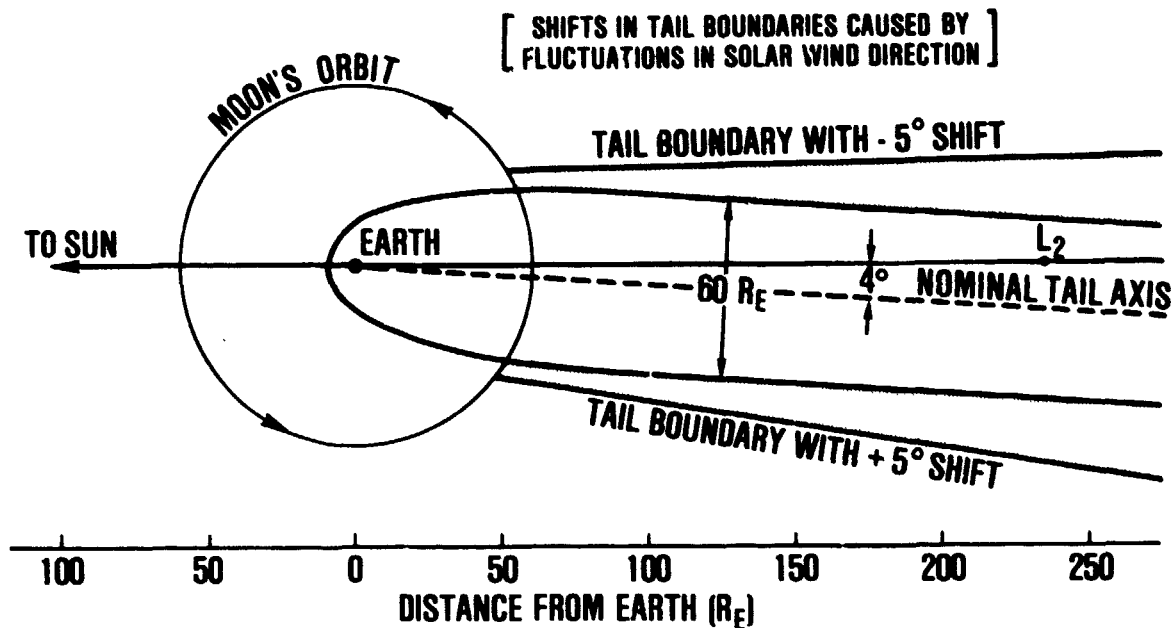 [ SHIFTS IN TAIL BOUNDARIES CAUSED BY
FLUCTUATIONS IN SOLAR WIND DIRECTION ]
MOON'S ORBIT
TAIL BOUNDARY WITH - 5° SHIFT
TO SUN
EARTH
L2
60 RE
4°
NOMINAL TAIL AXIS
TAIL BOUNDARY WITH + 5° SHIFT
100 50 0 50 100 150 200 250
DISTANCE FROM EARTH (RE)